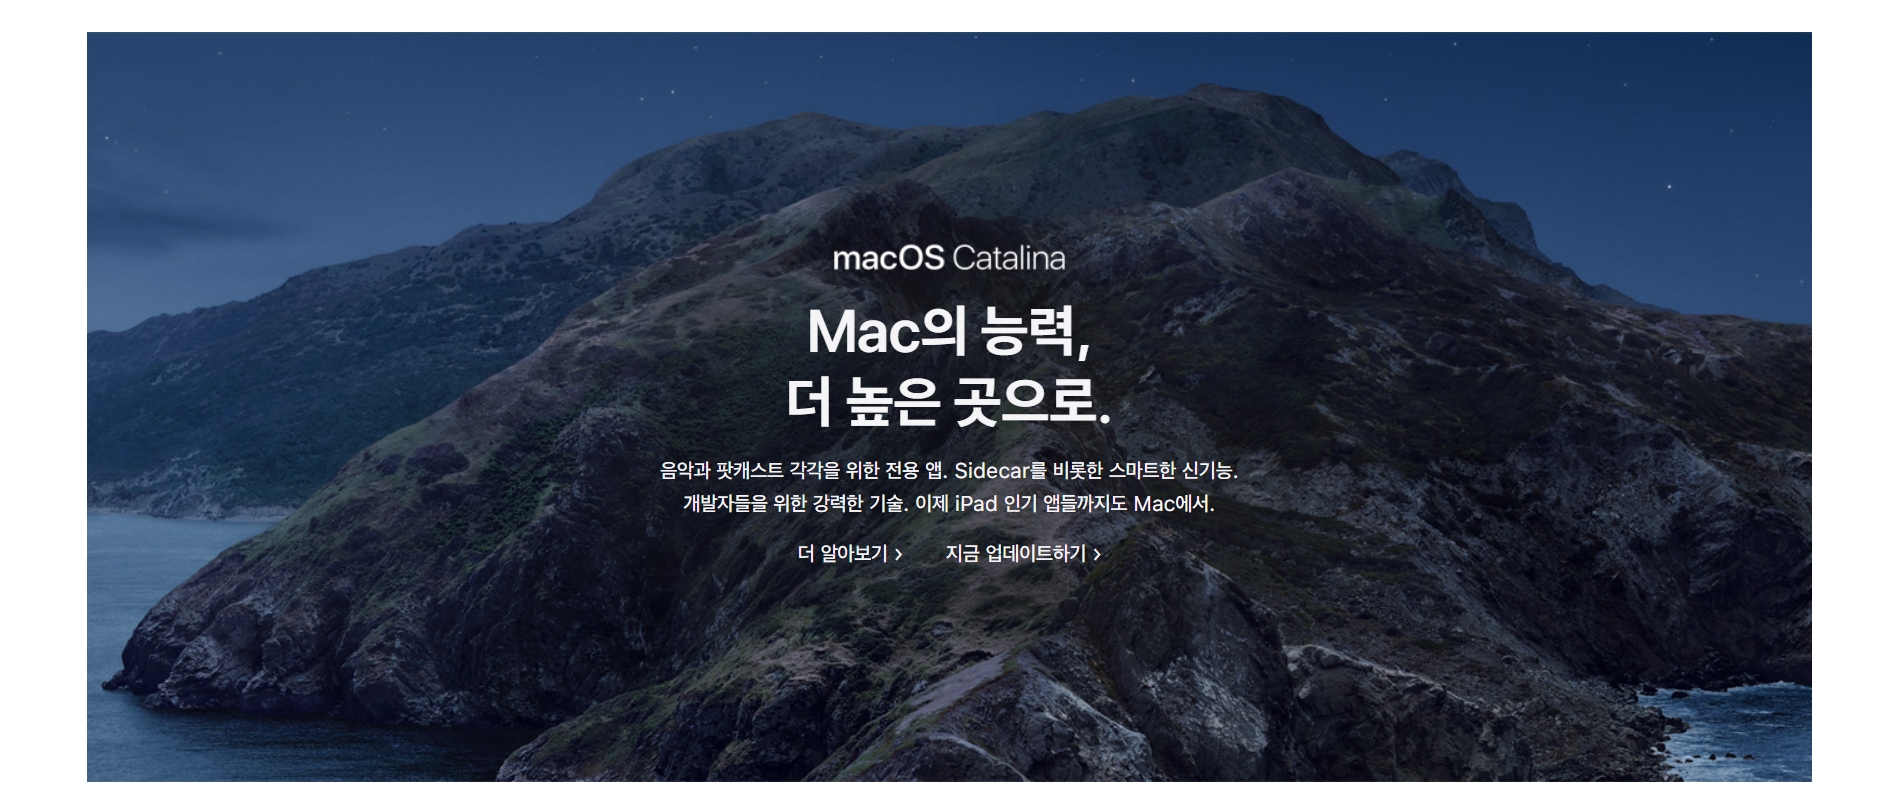 macOS Catalina
Mac의 능력,
더 높은 곳으로.
음악과 팟캐스트 각각을 위한 전용 앱. Sidecar를 비롯한 스마트한 신기능.
개발자들을 위한 강력한 기술. 이제 iPad 인기 앱들까지도 Mac에서.
더 알아보기 > 지금 업데이트하기 >